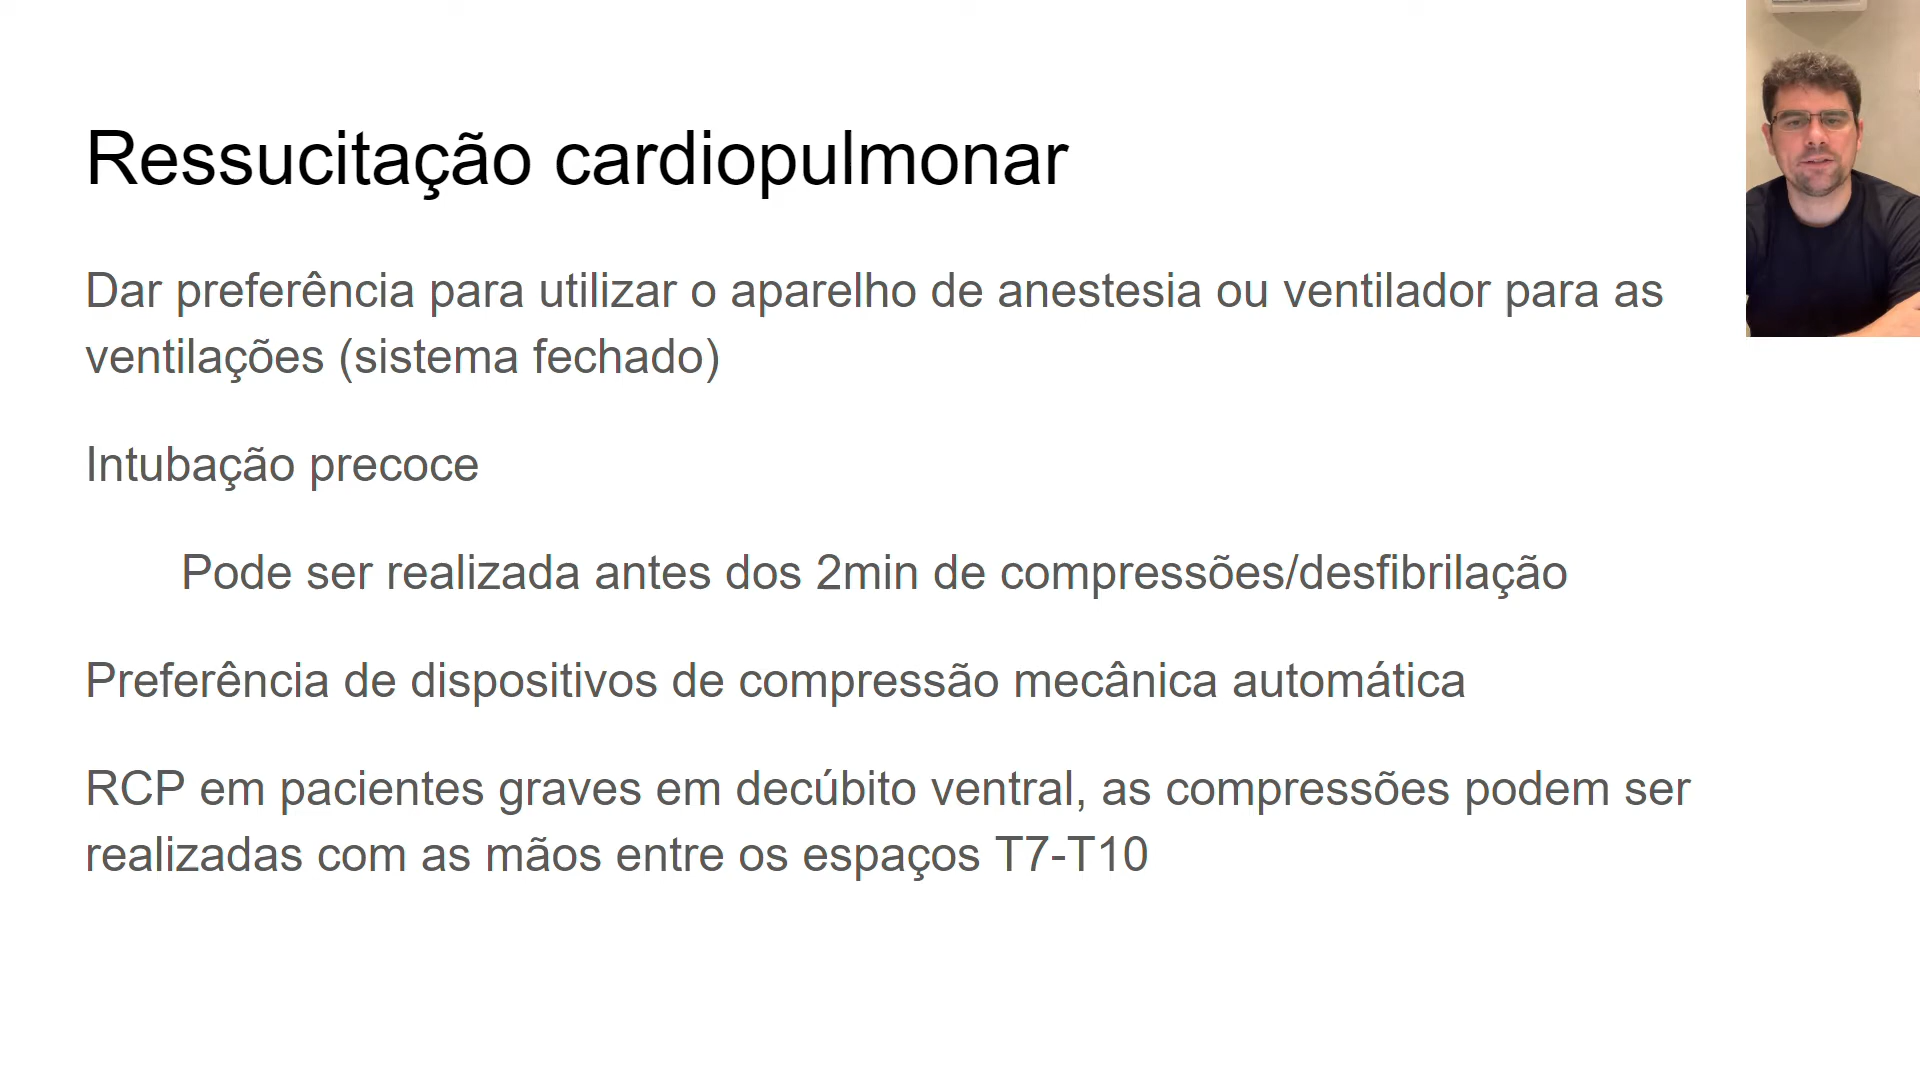 Ressucitação cardiopulmonar
Dar preferência para utilizar o aparelho de anestesia ou ventilador para as
ventilações (sistema fechado)
Intubação precoce
Pode ser realizada antes dos 2min de compressões/desfibrilação
Preferência de dispositivos de compressão mecânica automática
RCP em pacientes graves em decúbito ventral, as compressões podem ser
realizadas com as mãos entre os espaços T7-T10